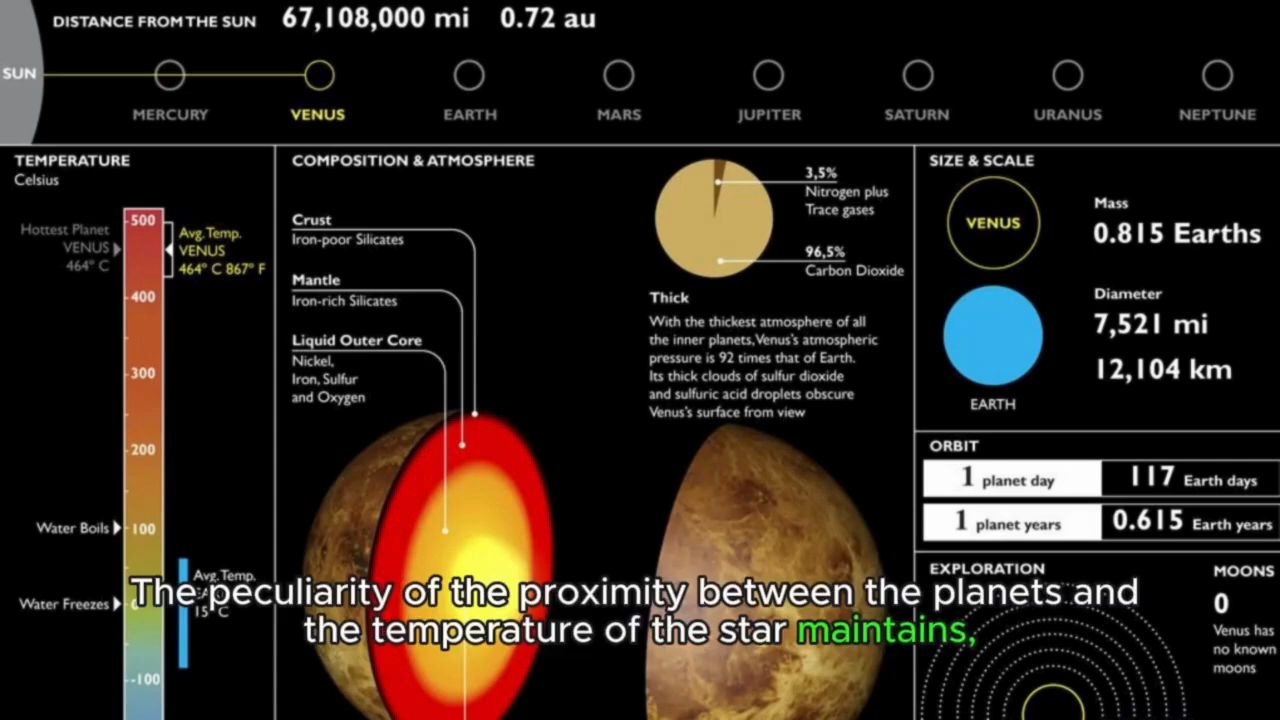 DISTANCE FROM THE SUN 67,108,000 mi 0.72 au
SUN
MERCURY VENUS EARTH MARS JUPITER SATURN URANUS NEPTUNE
TEMPERATURE
Celsius
500
Hottest Planet
VENUS
464° C
Avg. Temp.
VENUS
464° C 867° F
400
300
200
Water Boils
100
Water Freezes
0
Avg. Temp.
15° C
-100
COMPOSITION & ATMOSPHERE
Crust
Iron-poor Silicates
Mantle
Iron-rich Silicates
Liquid Outer Core
Nickel,
Iron, Sulfur
and Oxygen
3,5%
Nitrogen plus
Trace gases
96,5%
Carbon Dioxide
Thick
With the thickest atmosphere of all
the inner planets, Venus's atmospheric
pressure is 92 times that of Earth.
Its thick clouds of sulfur dioxide
and sulfuric acid droplets obscure
Venus's surface from view
SIZE & SCALE
VENUS
EARTH
Mass
0.815 Earths
Diameter
7,521 mi
12,104 km
ORBIT
1 planet day 117 Earth days
1 planet years 0.615 Earth years
EXPLORATION
MOONS
0
Venus has
no known
moons
The peculiarity of the proximity between the planets and
the temperature of the star maintains,